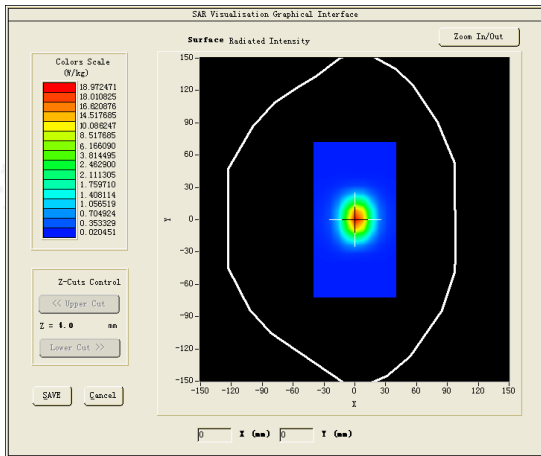 SAR Visualisation Graphical Interface
Surface Radiated Intensity
Zoom In/Out
Colors Scale
(W/kg)
18.972471
18.010825
16.620876
14.517685
10.086247
8.517685
6.166090
3.814495
2.462900
2.111305
1.759710
1.408114
1.056519
0.704924
0.353329
0.020451
Z-Cuts Control
<< Upper Cut
Z = 4.0 mm
Lower Cut >>
SAVE
Cancel
150
120
90
60
30
0
-30
-60
-90
-120
-150
Y
-150 -120 -90 -60 -30 0 30 60 90 120 150
X
0 X (mm) 0 Y (mm)